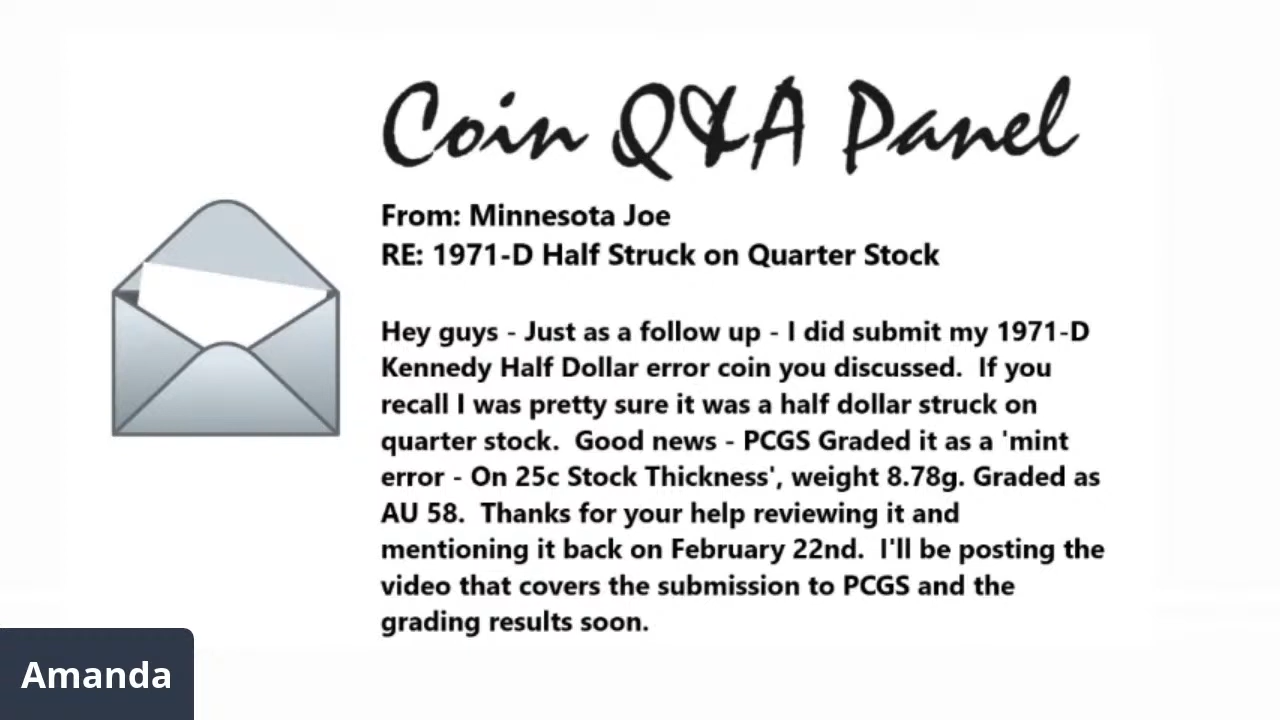 Coin Q&A Panel
From: Minnesota Joe
RE: 1971-D Half Struck on Quarter Stock
Hey guys - Just as a follow up - I did submit my 1971-D
Kennedy Half Dollar error coin you discussed.  If you
recall I was pretty sure it was a half dollar struck on
quarter stock.  Good news - PCGS Graded it as a 'mint
error - On 25c Stock Thickness', weight 8.78g. Graded as
AU 58.  Thanks for your help reviewing it and
mentioning it back on February 22nd.  I'll be posting the
video that covers the submission to PCGS and the
grading results soon.
Amanda